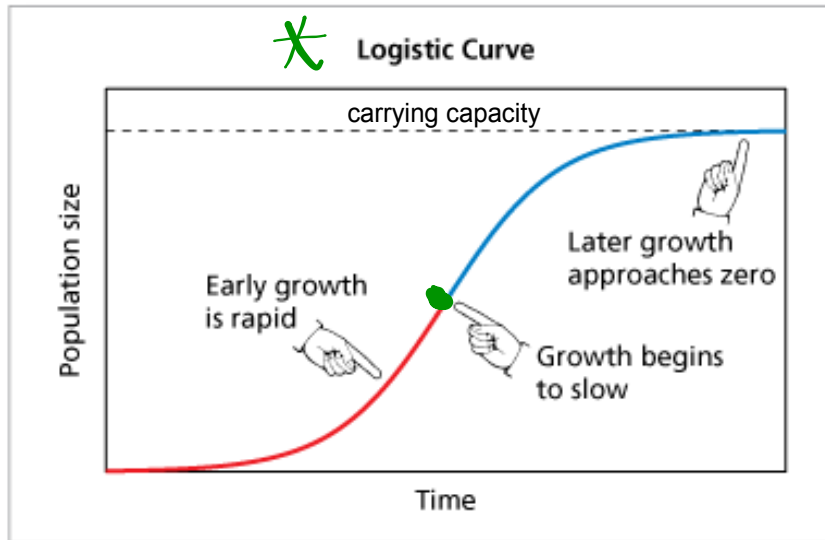 Logistic Curve
carrying capacity
Population size
Early growth
is rapid
Later growth
approaches zero
Growth begins
to slow
Time